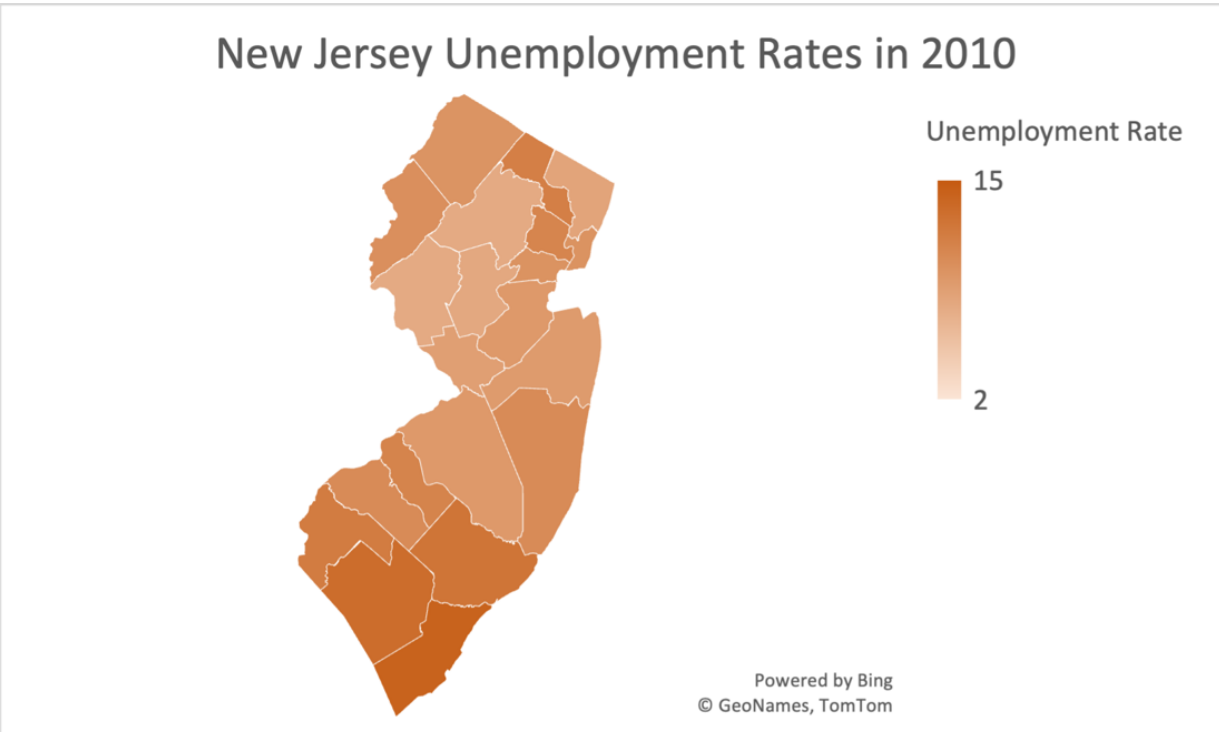 New Jersey Unemployment Rates in 2010
Unemployment Rate
15
2
Powered by Bing
© GeoNames, TomTom